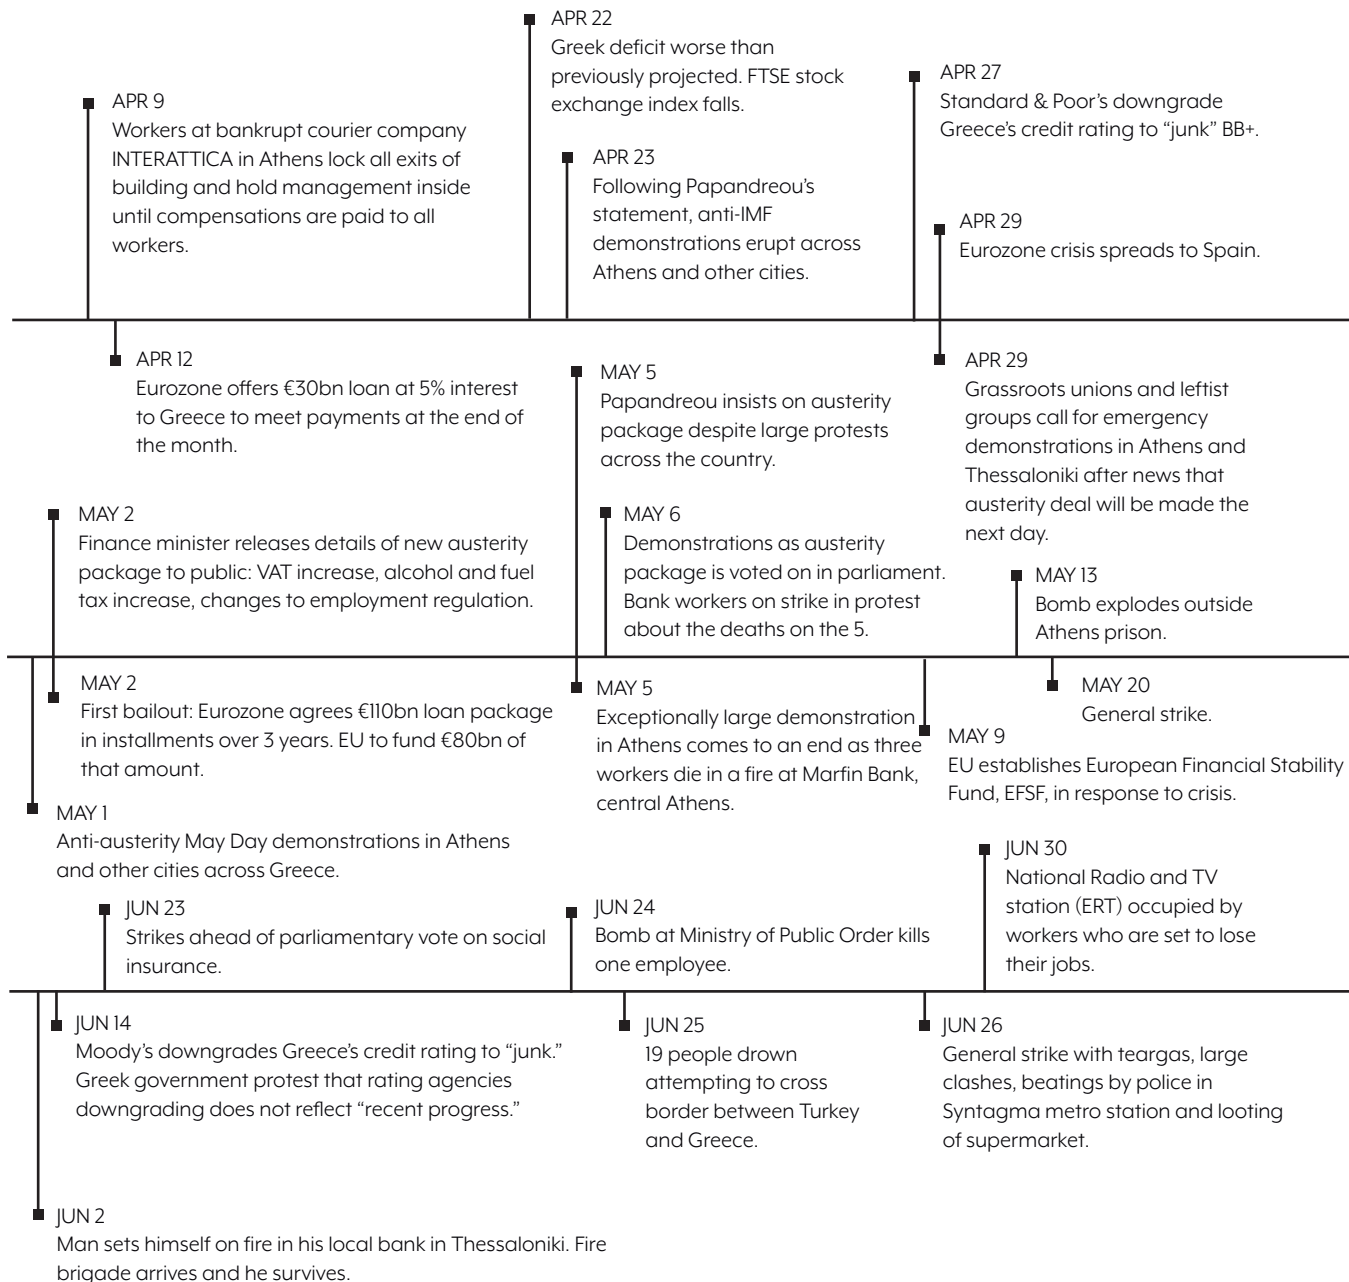 APR 22
Greek deficit worse than
previously projected. FTSE stock
exchange index falls.
APR 27
Standard & Poor's downgrade
Greece's credit rating to “junk” BB+.
APR 9
Workers at bankrupt courier company
INTERATTICA in Athens lock all exits of
building and hold management inside
until compensations are paid to all
workers.
APR 23
Following Papandreou's
statement, anti-IMF
demonstrations erupt across
Athens and other cities.
APR 29
Eurozone crisis spreads to Spain.
APR 12
Eurozone offers €30bn loan at 5% interest
to Greece to meet payments at the end of
the month.
APR 29
Grassroots unions and leftist
groups call for emergency
demonstrations in Athens and
Thessaloniki after news that
austerity deal will be made the
next day.
MAY 5
Papandreou insists on austerity
package despite large protests
across the country.
MAY 2
Finance minister releases details of new austerity
package to public: VAT increase, alcohol and fuel
tax increase, changes to employment regulation.
MAY 6
Demonstrations as austerity
package is voted on in parliament.
Bank workers on strike in protest
about the deaths on the 5.
MAY 13
Bomb explodes outside
Athens prison.
MAY 2
First bailout: Eurozone agrees €110bn loan package
in installments over 3 years. EU to fund €80bn of
that amount.
MAY 5
Exceptionally large demonstration
in Athens comes to an end as three
workers die in a fire at Marfin Bank,
central Athens.
MAY 20
General strike.
MAY 9
EU establishes European Financial Stability
Fund, EFSF, in response to crisis.
MAY 1
Anti-austerity May Day demonstrations in Athens
and other cities across Greece.
JUN 30
National Radio and TV
station (ERT) occupied by
workers who are set to lose
their jobs.
JUN 23
Strikes ahead of parliamentary vote on social
insurance.
JUN 24
Bomb at Ministry of Public Order kills
one employee.
JUN 14
Moody's downgrades Greece's credit rating to “junk.”
Greek government protest that rating agencies
downgrading does not reflect “recent progress.”
JUN 25
19 people drown
attempting to cross
border between Turkey
and Greece.
JUN 26
General strike with teargas, large
clashes, beatings by police in
Syntagma metro station and looting
of supermarket.
JUN 2
Man sets himself on fire in his local bank in Thessaloniki. Fire
brigade arrives and he survives.